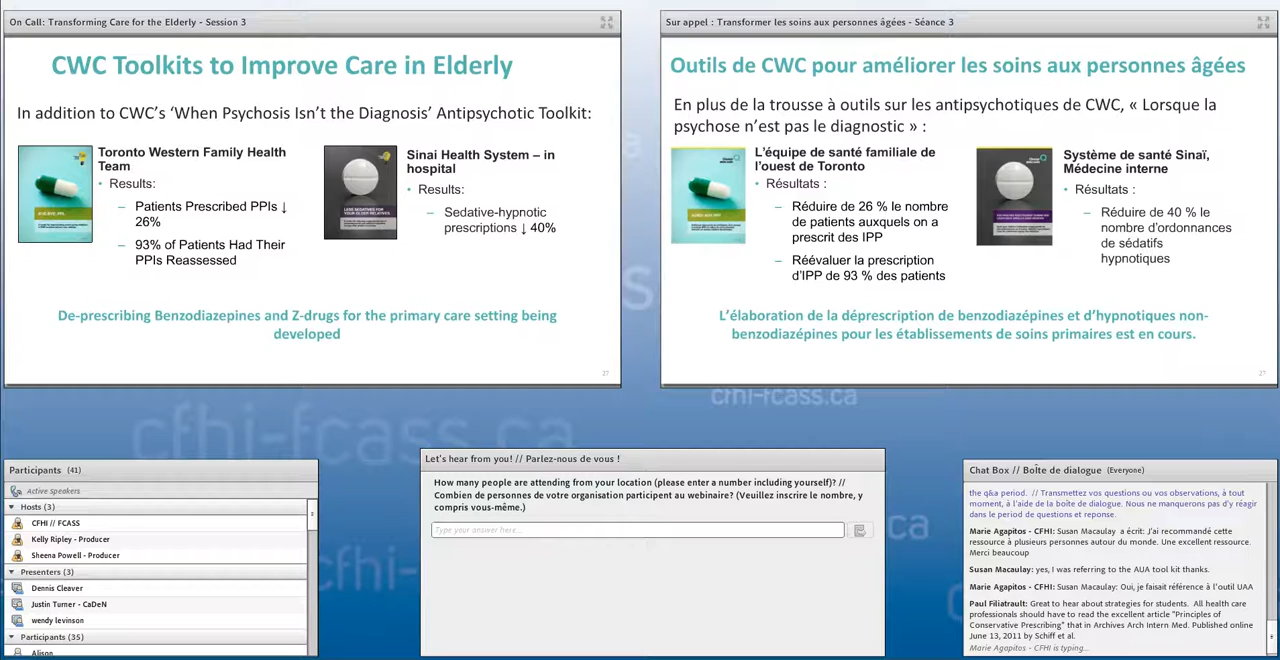 On Call: Transforming Care for the Elderly - Session 3
CWC Toolkits to Improve Care in Elderly
In addition to CWC's 'When Psychosis Isn't the Diagnosis' Antipsychotic Toolkit:
Toronto Western Family Health
Team
• Results:
– Patients Prescribed PPIs ↓
26%
– 93% of Patients Had Their
PPIs Reassessed
Sinai Health System – in
hospital
• Results:
– Sedative-hypnotic
prescriptions ↓ 40%
De-prescribing Benzodiazepines and Z-drugs for the primary care setting being
developed
27
Sur appel : Transformer les soins aux personnes âgées - Séance 3
Outils de CWC pour améliorer les soins aux personnes âgées
En plus de la trousse à outils sur les antipsychotiques de CWC, « Lorsque la
psychose n'est pas le diagnostic » :
L'équipe de santé familiale de
l'ouest de Toronto
• Résultats :
– Réduire de 26 % le nombre
de patients auxquels on a
prescrit des IPP
– Réévaluer la prescription
d'IPP de 93 % des patients
Système de santé Sinaï,
Médecine interne
• Résultats :
– Réduire de 40 % le
nombre d'ordonnances
de sédatifs
hypnotiques
L'élaboration de la déprescription de benzodiazépines et d'hypnotiques non-
benzodiazépines pour les établissements de soins primaires est en cours.
27
cfhi-fcass.ca
cfhi-fcass.ca
Participants (41)
Active Speakers
Hosts (3)
CFHI // FCASS
Kelly Ripley - Producer
Sheena Powell - Producer
Presenters (3)
Dennis Cleaver
Justin Turner - CaDeN
wendy levinson
Participants (35)
Alison
Let's hear from you! // Parlez-nous de vous !
How many people are attending from your location (please enter a number including yourself)? //
Combien de personnes de votre organisation participent au webinaire? (Veuillez inscrire le nombre, y
compris vous-même.)
Type your answer here...
Chat Box // Boîte de dialogue (Everyone)
the q&a period. // Transmettez vos questions ou vos observations, à tout
moment, à l'aide de la boîte de dialogue. Nous ne manquerons pas d'y réagir
dans le period de questions et reponse.
Marie Agapitos - CFHI: Susan Macaulay a écrit: J'ai recommandé cette
ressource à plusieurs personnes autour du monde. Une excellent ressource.
Merci beaucoup
Susan Macaulay: yes, I was referring to the AUA tool kit thanks.
Marie Agapitos - CFHI: Susan Macaulay: Oui, je faisait référence à l'outil UAA
Paul Filiatrault: Great to hear about strategies for students. All health care
professionals should have to read the excellent article "Principles of
Conservative Prescribing" that in Archives Arch Intern Med. Published online
June 13, 2011 by Schiff et al.
Marie Agapitos - CFHI is typing...